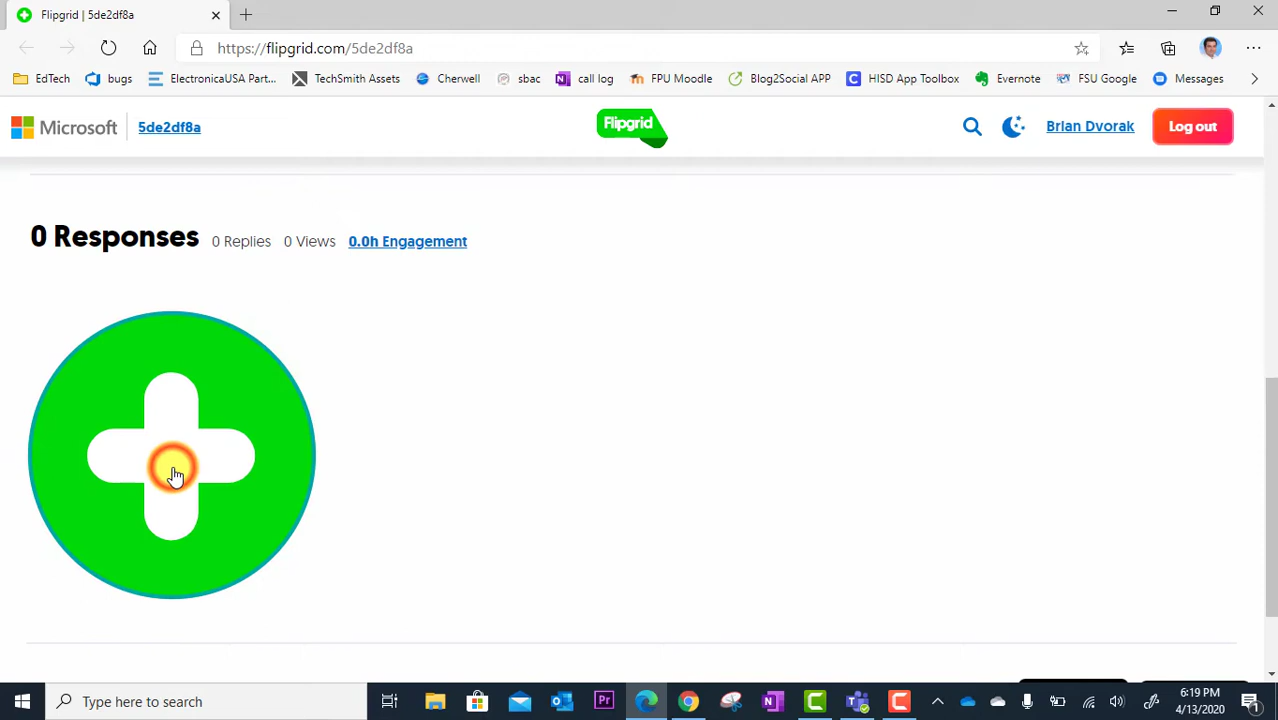 Flipgrid | 5de2df8a
https://flipgrid.com/5de2df8a
EdTech bugs ElectronicaUSA Part... TechSmith Assets Cherwell sbac call log FPU Moodle Blog2Social APP HISD App Toolbox Evernote FSU Google Messages
Microsoft 5de2df8a Flipgrid Brian Dvorak Log out
0 Responses 0 Replies 0 Views 0.0h Engagement
Type here to search
6:19 PM
4/13/2020